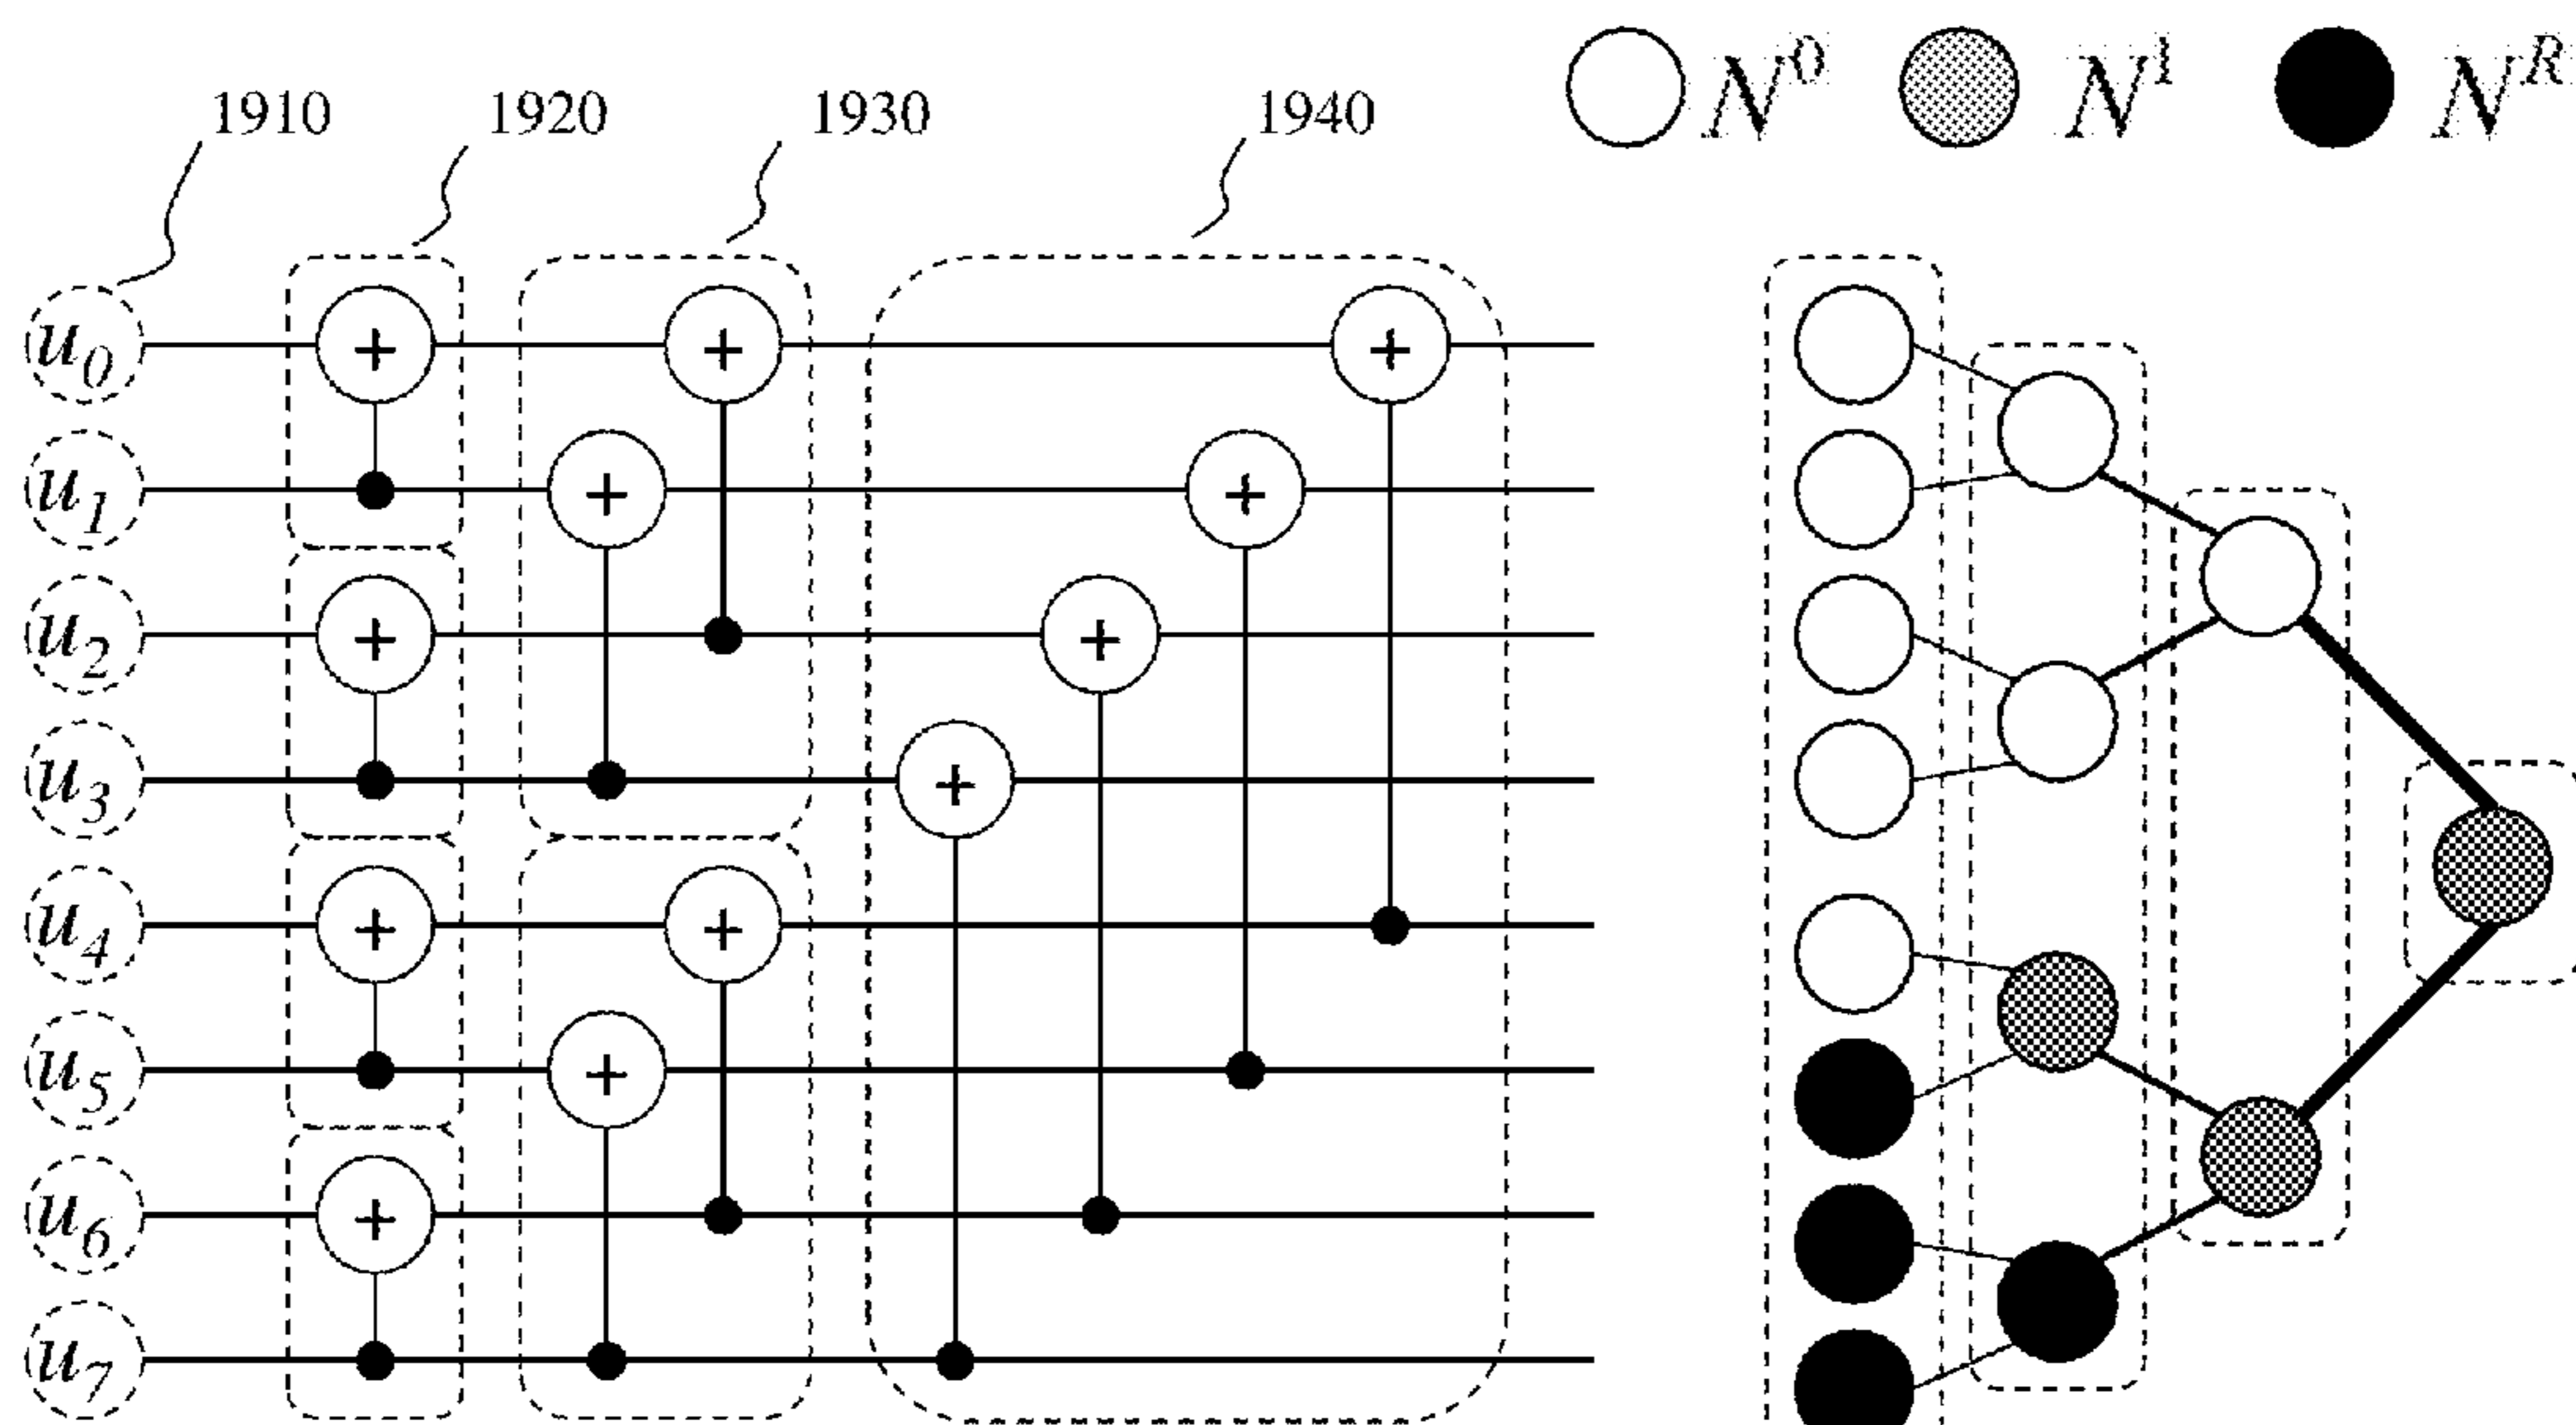 N⁰ N¹ Nᴿ
1910 1920 1930 1940
u₀ + +  +
u₁ + +
u₂ + +
u₃ +
u₄ + +
u₅ +
u₆ +
u₇